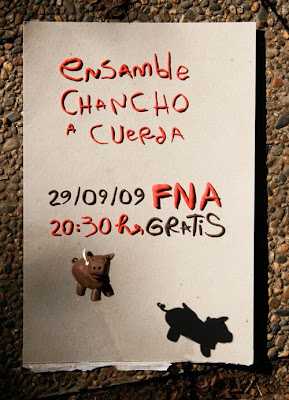 ensamble
CHANCHO
A CUERDA
29/09/09 FNA
20:30 hs GRATIS